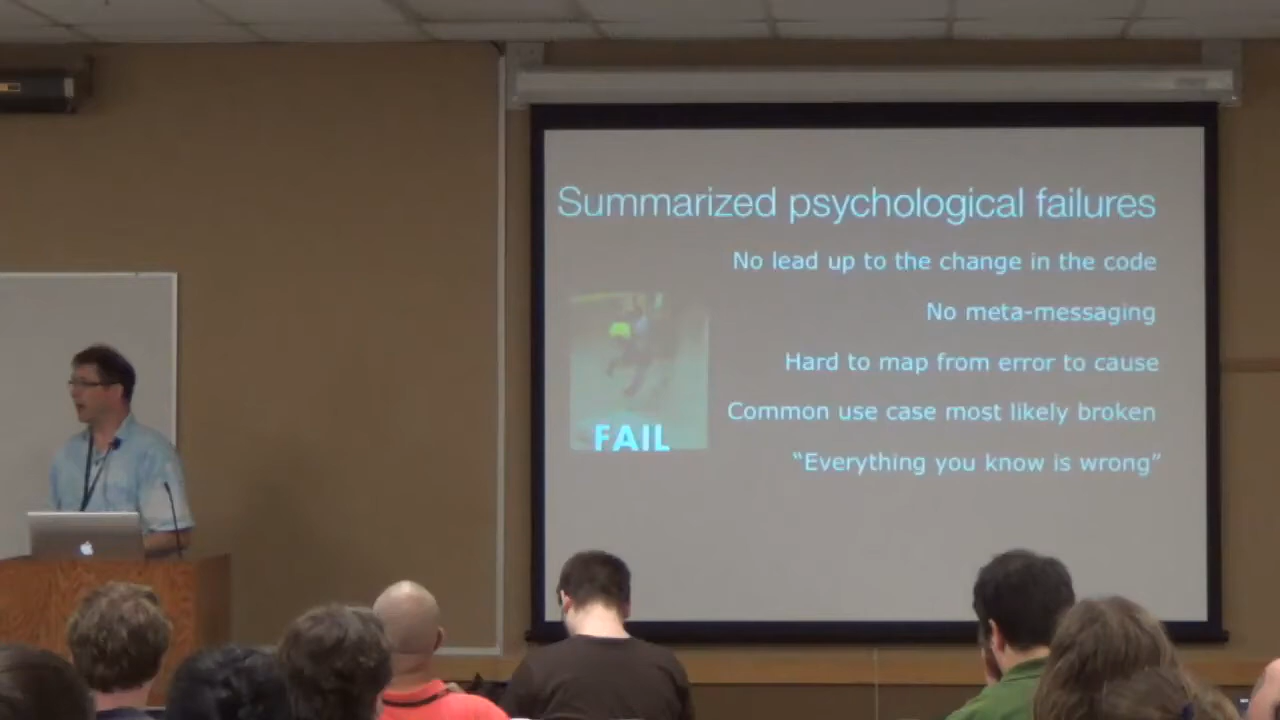 Summarized psychological failures
No lead up to the change in the code
No meta-messaging
Hard to map from error to cause
Common use case most likely broken
“Everything you know is wrong”
FAIL